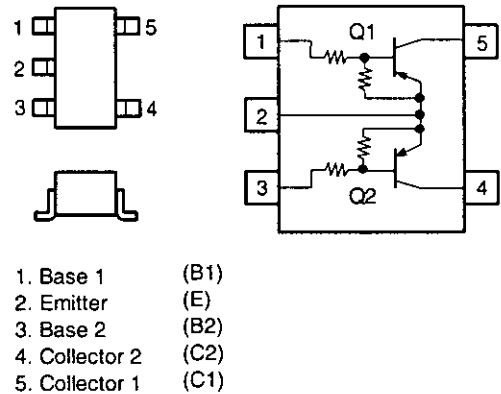 1 5
2
3 4
1 Q1 5
2
3 Q2 4
1. Base 1 (B1)
2. Emitter (E)
3. Base 2 (B2)
4. Collector 2 (C2)
5. Collector 1 (C1)